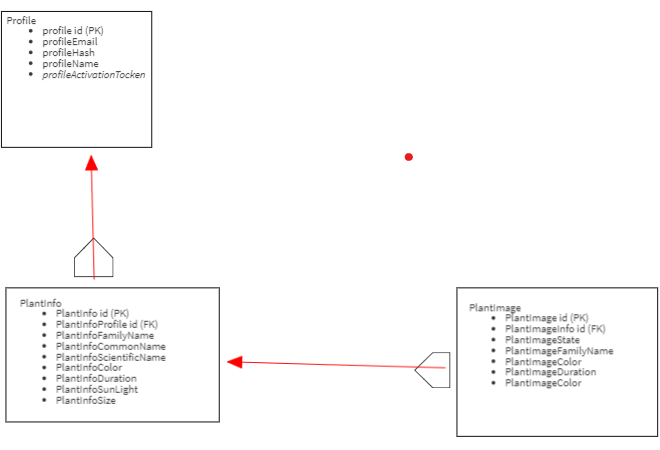 Profile
profile id (PK)
profileEmail
profileHash
profileName
profileActivationTocken
PlantInfo
PlantInfo id (PK)
PlantInfoProfile id (FK)
PlantInfoFamilyName
PlantInfoCommonName
PlantInfoScientificName
PlantInfoColor
PlantInfoDuration
PlantInfoSunLight
PlantInfoSize
PlantImage
PlantImage id (PK)
PlantImageInfo id (FK)
PlantImageState
PlantImageFamilyName
PlantImageColor
PlantImageDuration
PlantImageColor